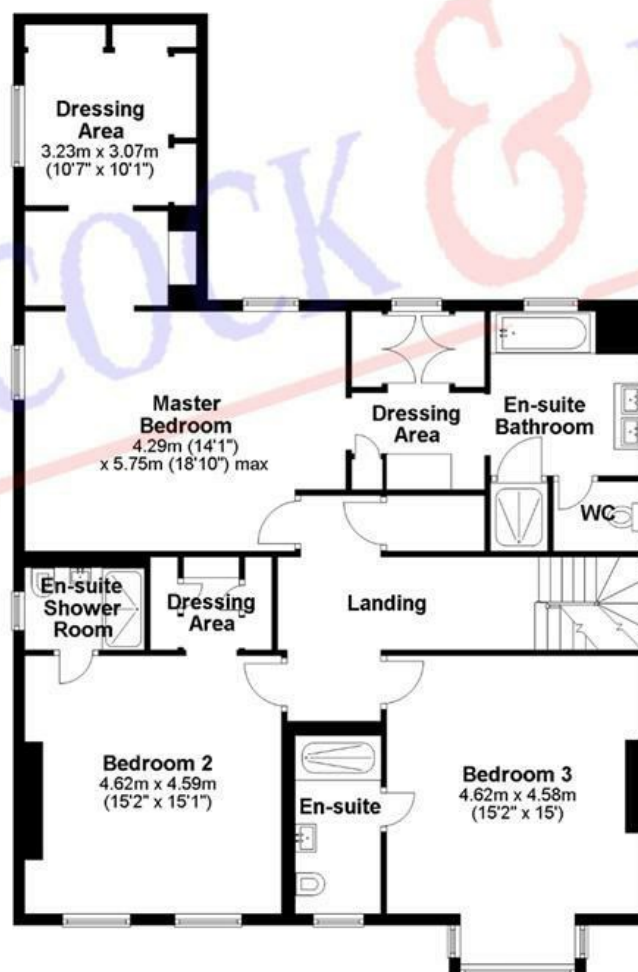 Dressing
Area
3.23m x 3.07m
(10'7" x 10'1")
COCK &
Master
Bedroom
4.29m (14'1")
x 5.75m (18'10") max
Dressing
Area
En-suite
Bathroom
WC
En-suite
Shower
Room
Dressing
Area
Landing
Bedroom 2
4.62m x 4.59m
(15'2" x 15'1")
En-suite
Bedroom 3
4.62m x 4.58m
(15'2" x 15')